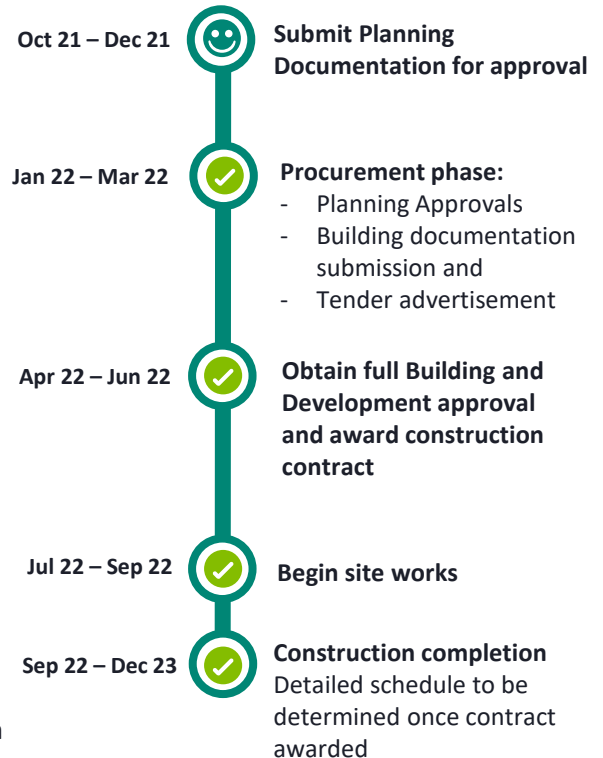 Oct 21 – Dec 21
Submit Planning
Documentation for approval
Jan 22 – Mar 22
Procurement phase:
- Planning Approvals
- Building documentation
submission and
- Tender advertisement
Apr 22 – Jun 22
Obtain full Building and
Development approval
and award construction
contract
Jul 22 – Sep 22
Begin site works
Sep 22 – Dec 23
Construction completion
Detailed schedule to be
determined once contract
awarded